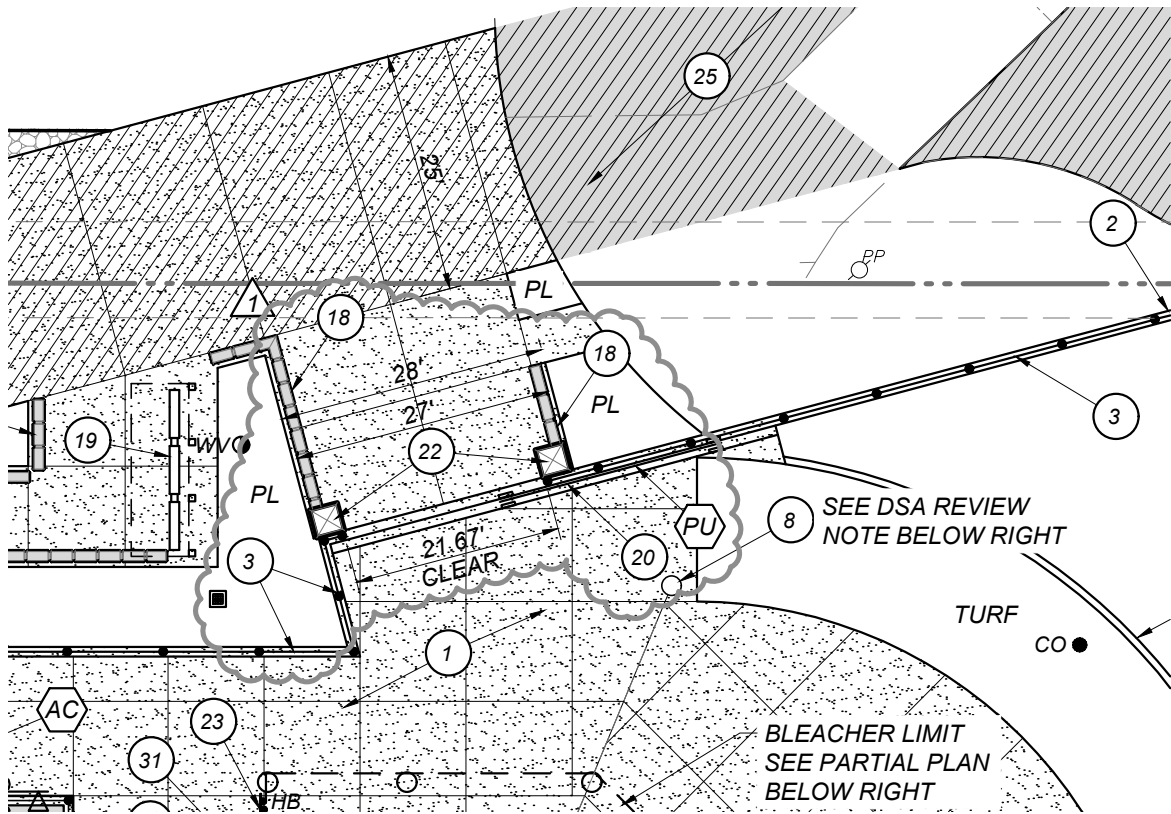 25
25'
2
PP
PL
1
18
18
28'
3
27'
PL
22
19
WVO
PL
8
SEE DSA REVIEW
NOTE BELOW RIGHT
PU
21.67'
CLEAR
20
3
TURF
CO
1
AC
23
BLEACHER LIMIT
SEE PARTIAL PLAN
BELOW RIGHT
31
HB